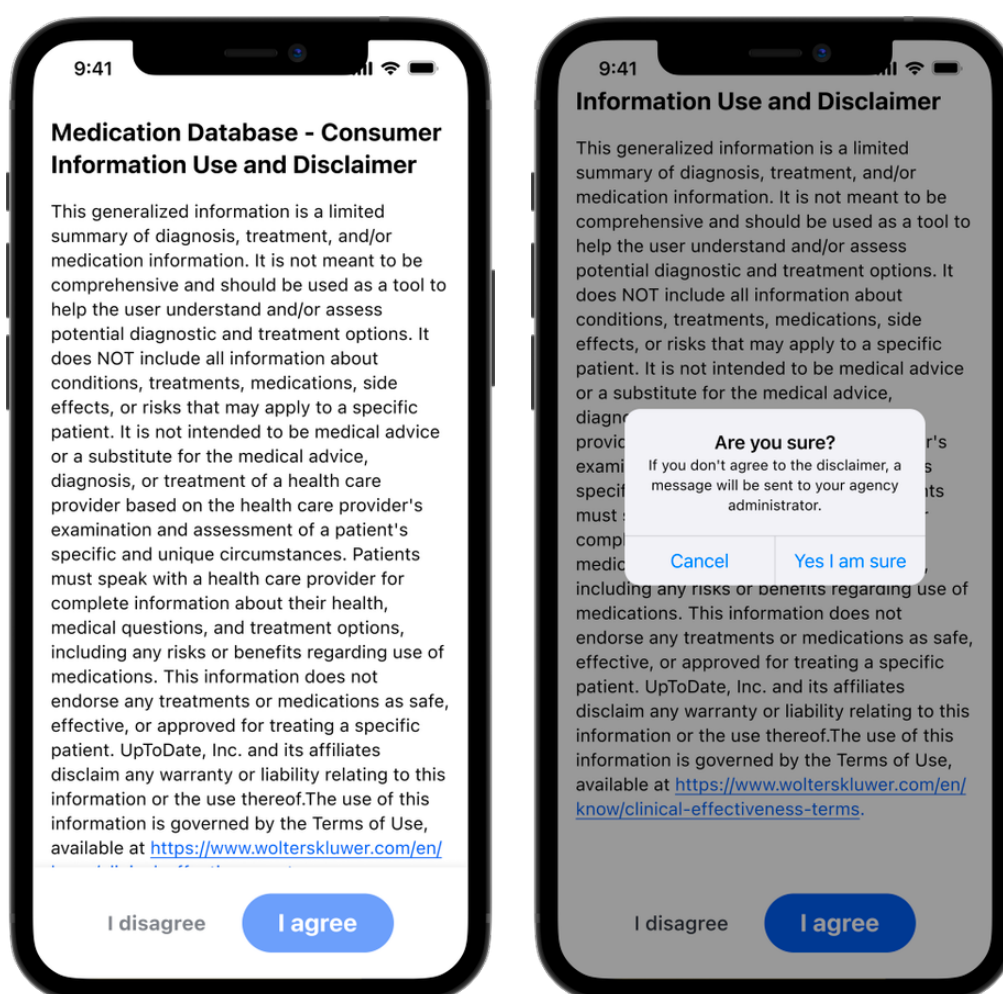 9:41
Medication Database - Consumer
Information Use and Disclaimer
This generalized information is a limited
summary of diagnosis, treatment, and/or
medication information. It is not meant to be
comprehensive and should be used as a tool to
help the user understand and/or assess
potential diagnostic and treatment options. It
does NOT include all information about
conditions, treatments, medications, side
effects, or risks that may apply to a specific
patient. It is not intended to be medical advice
or a substitute for the medical advice,
diagnosis, or treatment of a health care
provider based on the health care provider's
examination and assessment of a patient's
specific and unique circumstances. Patients
must speak with a health care provider for
complete information about their health,
medical questions, and treatment options,
including any risks or benefits regarding use of
medications. This information does not
endorse any treatments or medications as safe,
effective, or approved for treating a specific
patient. UpToDate, Inc. and its affiliates
disclaim any warranty or liability relating to this
information or the use thereof.The use of this
information is governed by the Terms of Use,
available at https://www.wolterskluwer.com/en/
I disagree
I agree
9:41
Information Use and Disclaimer
This generalized information is a limited
summary of diagnosis, treatment, and/or
medication information. It is not meant to be
comprehensive and should be used as a tool to
help the user understand and/or assess
potential diagnostic and treatment options. It
does NOT include all information about
conditions, treatments, medications, side
effects, or risks that may apply to a specific
patient. It is not intended to be medical advice
or a substitute for the medical advice,
Are you sure?
If you don't agree to the disclaimer, a
message will be sent to your agency
administrator.
Cancel
Yes I am sure
including any risks or benefits regarding use of
medications. This information does not
endorse any treatments or medications as safe,
effective, or approved for treating a specific
patient. UpToDate, Inc. and its affiliates
disclaim any warranty or liability relating to this
information or the use thereof.The use of this
information is governed by the Terms of Use,
available at https://www.wolterskluwer.com/en/
know/clinical-effectiveness-terms.
I disagree
I agree